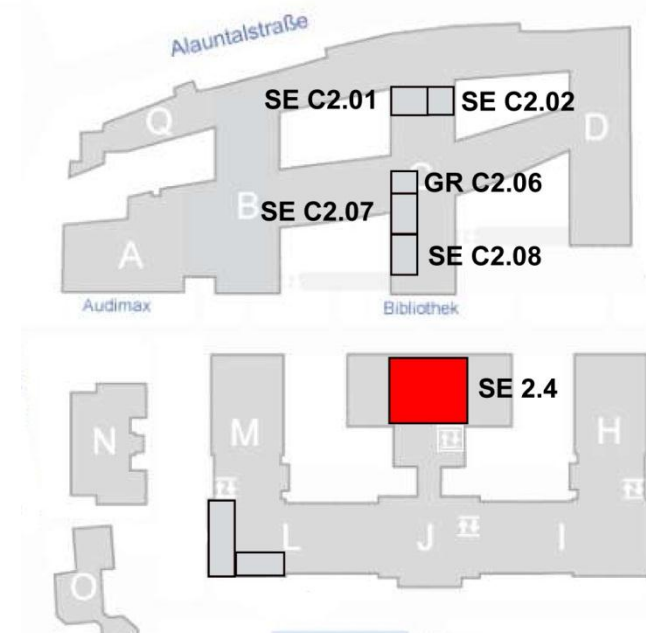 Alauntalstraße
SE C2.01
SE C2.02
Q
D
GR C2.06
B
SE C2.07
C
A
SE C2.08
Audimax
Bibliothek
SE 2.4
N
M
H
L
J
I
O